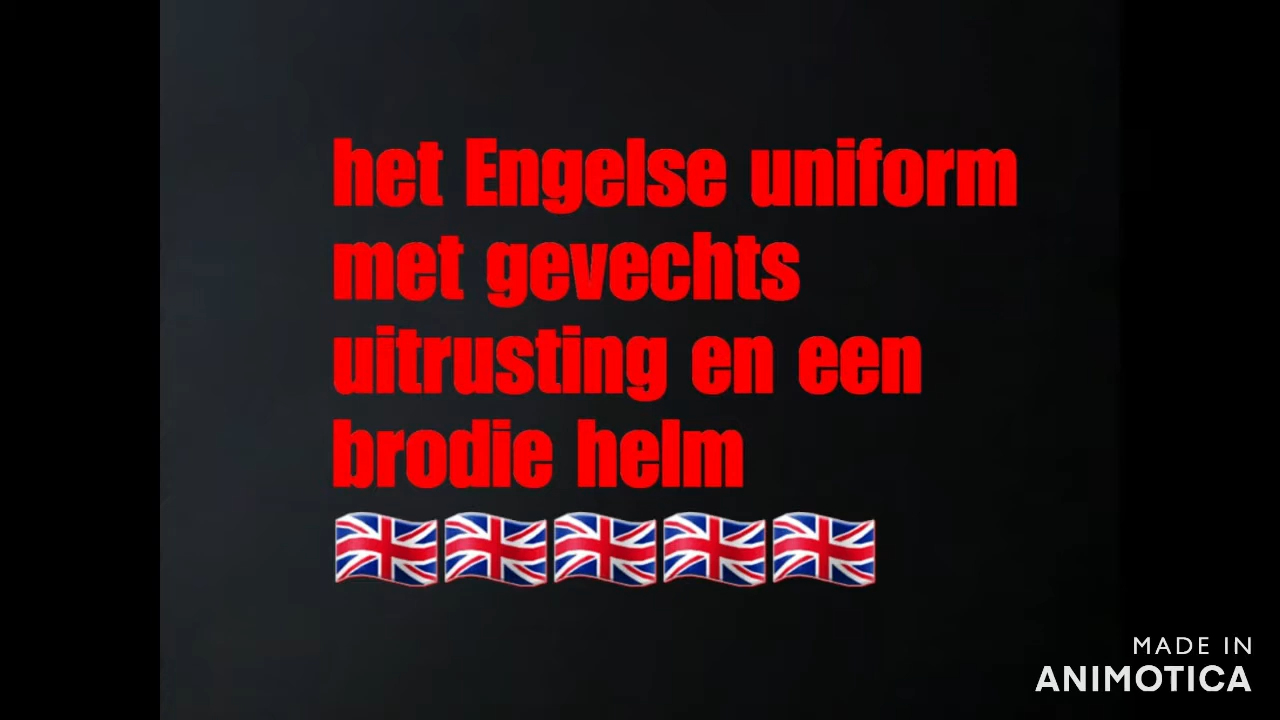 het Engelse uniform
met gevechts
uitrusting en een
brodie helm
🇬🇧🇬🇧🇬🇧🇬🇧🇬🇧
MADE IN
ANIMOTICA